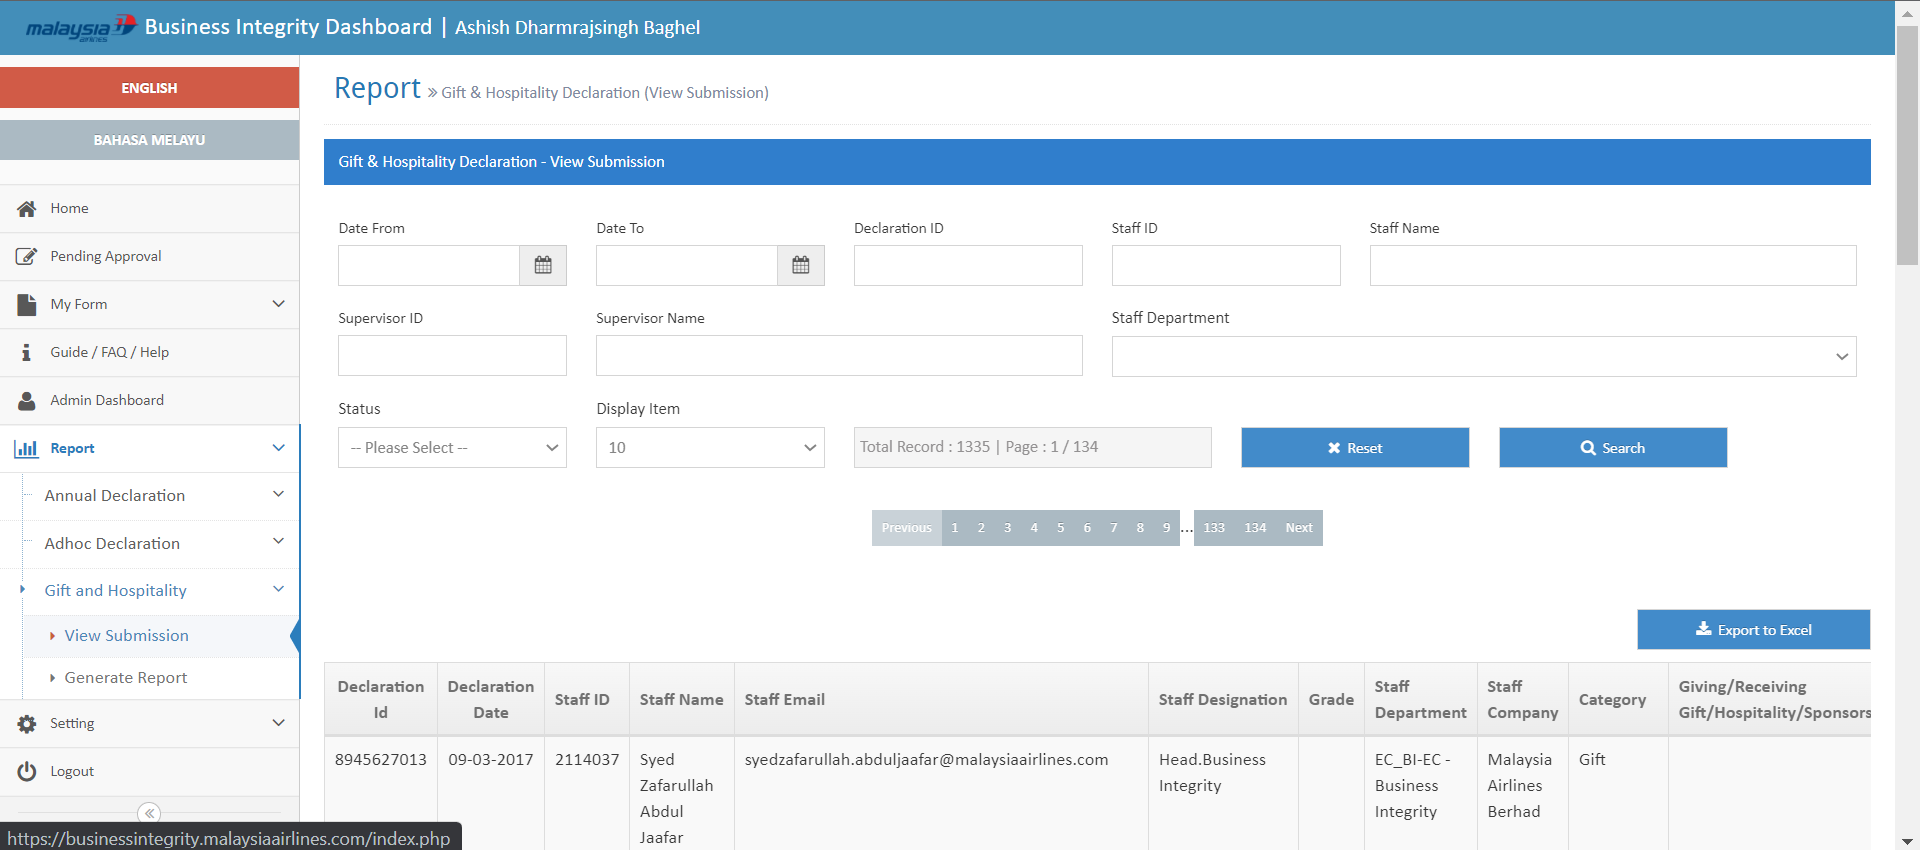 malaysia airlines Business Integrity Dashboard | Ashish Dharmrajsingh Baghel
ENGLISH
BAHASA MELAYU
Home
Pending Approval
My Form
Guide / FAQ / Help
Admin Dashboard
Report
Annual Declaration
Adhoc Declaration
Gift and Hospitality
View Submission
Generate Report
Setting
Logout
https://businessintegrity.malaysiaairlines.com/index.php
Report » Gift & Hospitality Declaration (View Submission)
Gift & Hospitality Declaration - View Submission
Date From Date To Declaration ID Staff ID Staff Name
Supervisor ID Supervisor Name Staff Department
Status Display Item
-- Please Select -- 10 Total Record : 1335 | Page : 1 / 134 Reset Search
Previous 1 2 3 4 5 6 7 8 9 ... 133 134 Next
Export to Excel
Declaration Id Declaration Date Staff ID Staff Name Staff Email Staff Designation Grade Staff Department Staff Company Category Giving/Receiving Gift/Hospitality/Sponsors
8945627013 09-03-2017 2114037 Syed Zafarullah Abdul Jaafar syedzafarullah.abduljaafar@malaysiaairlines.com Head.Business Integrity EC_BI-EC - Business Integrity Malaysia Airlines Berhad Gift